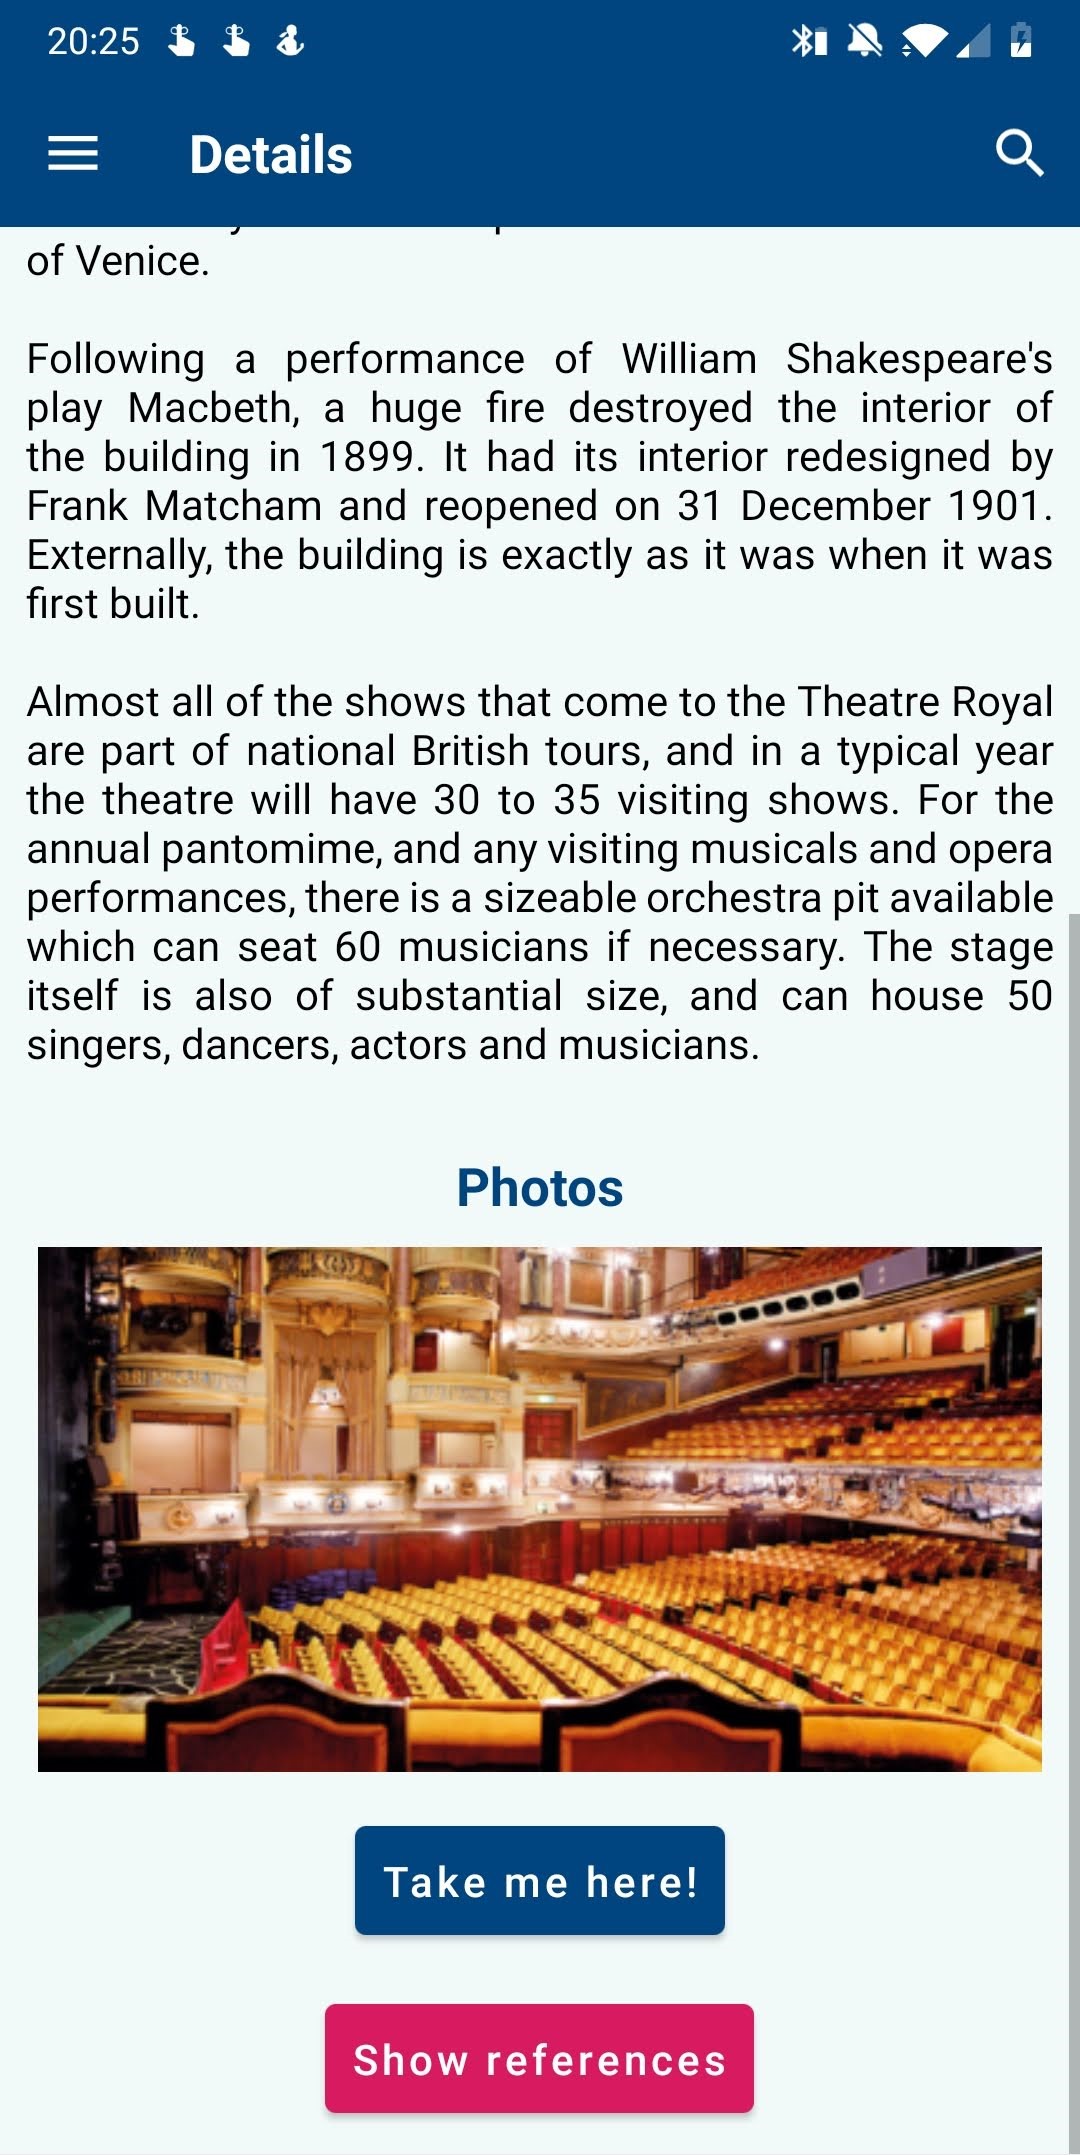 20:25
Details
of Venice.
Following a performance of William Shakespeare's
play Macbeth, a huge fire destroyed the interior of
the building in 1899. It had its interior redesigned by
Frank Matcham and reopened on 31 December 1901.
Externally, the building is exactly as it was when it was
first built.
Almost all of the shows that come to the Theatre Royal
are part of national British tours, and in a typical year
the theatre will have 30 to 35 visiting shows. For the
annual pantomime, and any visiting musicals and opera
performances, there is a sizeable orchestra pit available
which can seat 60 musicians if necessary. The stage
itself is also of substantial size, and can house 50
singers, dancers, actors and musicians.
Photos
Take me here!
Show references